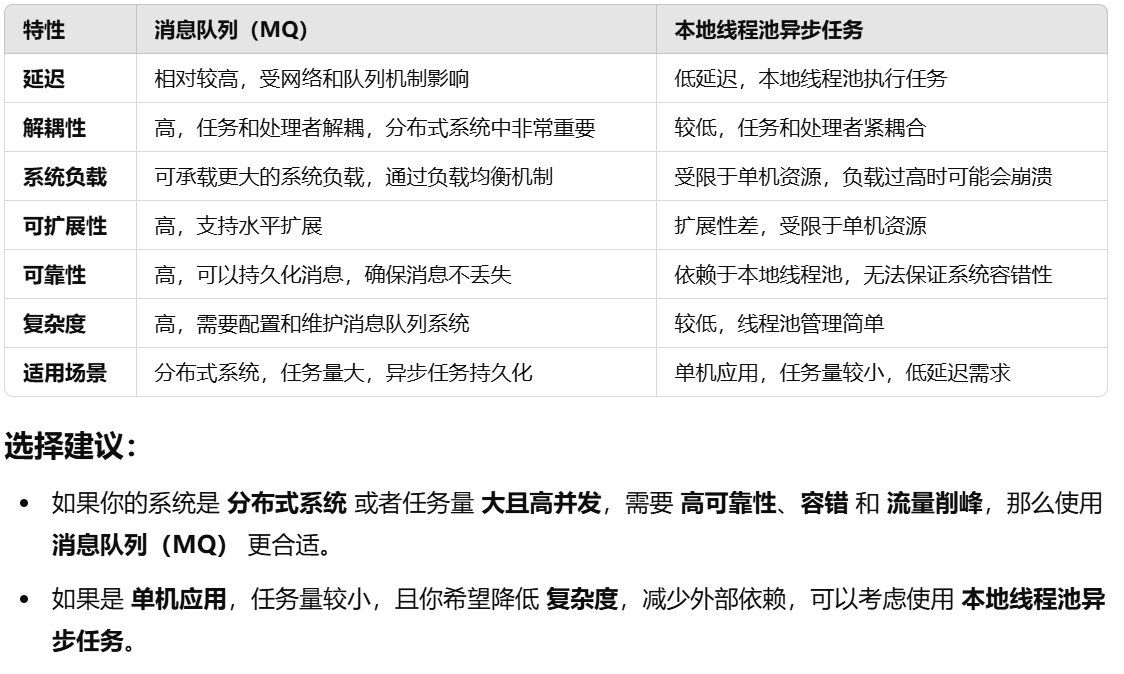 特性 消息队列（MQ） 本地线程池异步任务
延迟 相对较高，受网络和队列机制影响 低延迟，本地线程池执行任务
解耦性 高，任务和处理者解耦，分布式系统中非常重要 较低，任务和处理者紧耦合
系统负载 可承载更大的系统负载，通过负载均衡机制 受限于单机资源，负载过高时可能会崩溃
可扩展性 高，支持水平扩展 扩展性差，受限于单机资源
可靠性 高，可以持久化消息，确保消息不丢失 依赖于本地线程池，无法保证系统容错性
复杂度 高，需要配置和维护消息队列系统 较低，线程池管理简单
适用场景 分布式系统，任务量大，异步任务持久化 单机应用，任务量较小，低延迟需求
选择建议：
• 如果你的系统是 分布式系统 或者任务量 大且高并发，需要 高可靠性、容错 和 流量削峰，那么使用
消息队列（MQ） 更合适。
• 如果是 单机应用，任务量较小，且你希望降低 复杂度，减少外部依赖，可以考虑使用 本地线程池异
步任务。